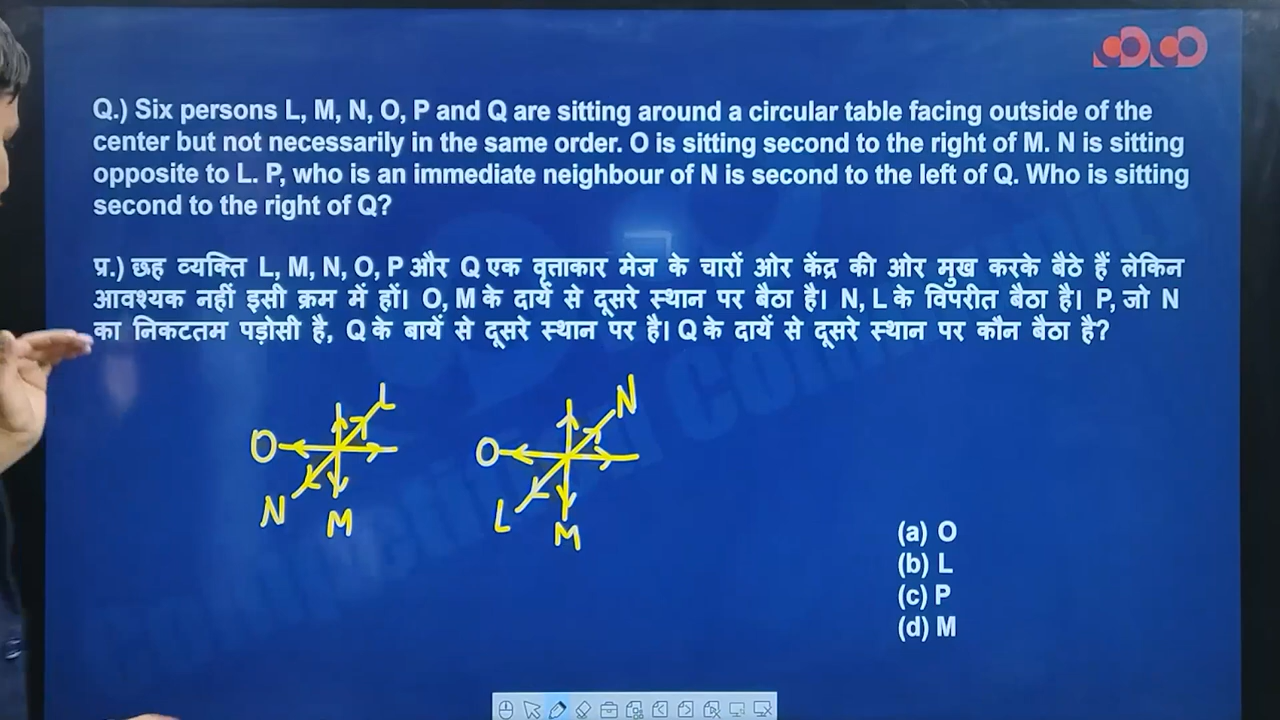 Q.) Six persons L, M, N, O, P and Q are sitting around a circular table facing outside of the
center but not necessarily in the same order. O is sitting second to the right of M. N is sitting
opposite to L. P, who is an immediate neighbour of N is second to the left of Q. Who is sitting
second to the right of Q?
प्र.) छह व्यक्ति L, M, N, O, P और Q एक वृत्ताकार मेज के चारों ओर केंद्र की ओर मुख करके बैठे हैं लेकिन
आवश्यक नहीं इसी क्रम में हों। O, M के दायें से दूसरे स्थान पर बैठा है। N, L के विपरीत बैठा है। P, जो N
का निकटतम पड़ोसी है, Q के बायें से दूसरे स्थान पर है। Q के दायें से दूसरे स्थान पर कौन बैठा है?
L
O
N
M
N
O
L
M
(a) O
(b) L
(c) P
(d) M